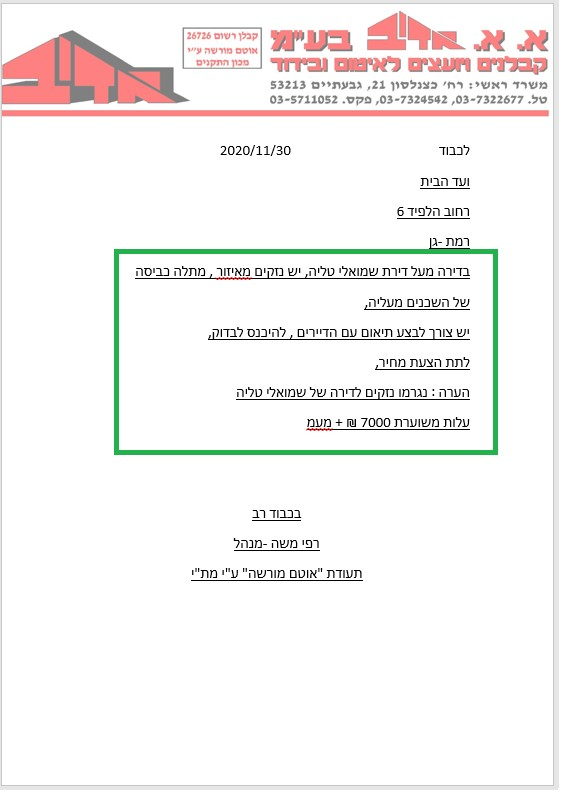 א. א. אדיב בע"מ
קבלנים ויועצים לאיטום ובידוד
משרד ראשי: רח' כצנלסון 21, גבעתיים 53213
טל. 03-7322677, 03-7324542, פקס. 03-5711052
קבלן רשום 26726
אוטם מורשה ע"י
מכון התקנים
אדיב
לכבוד 2020/11/30
ועד הבית
רחוב הלפיד 6
רמת -גן
בדירה מעל דירת שמואלי טליה, יש נזקים מאיזור , מתלה כביסה
של השכנים מעליה,
יש צורך לבצע תיאום עם הדיירים , להיכנס לבדוק,
לתת הצעת מחיר,
הערה : נגרמו נזקים לדירה של שמואלי טליה
עלות משוערת 7000 ₪ + מעמ
בכבוד רב
רפי משה -מנהל
תעודת "אוטם מורשה" ע"י מת"י